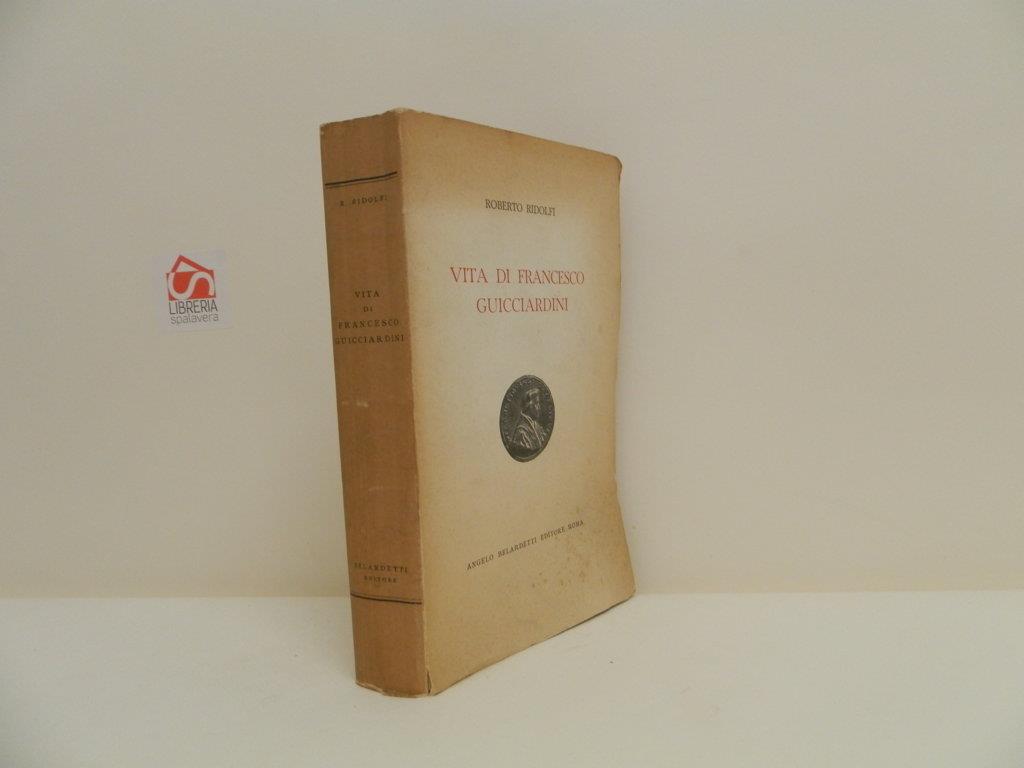 LIBRERIA
spalavera
R. RIDOLFI
VITA
DI
FRANCESCO
GUICCIARDINI
BELARDETTI
EDITORE
ROBERTO RIDOLFI
VITA DI FRANCESCO
GUICCIARDINI
ANGELO BELARDETTI EDITORE ROMA